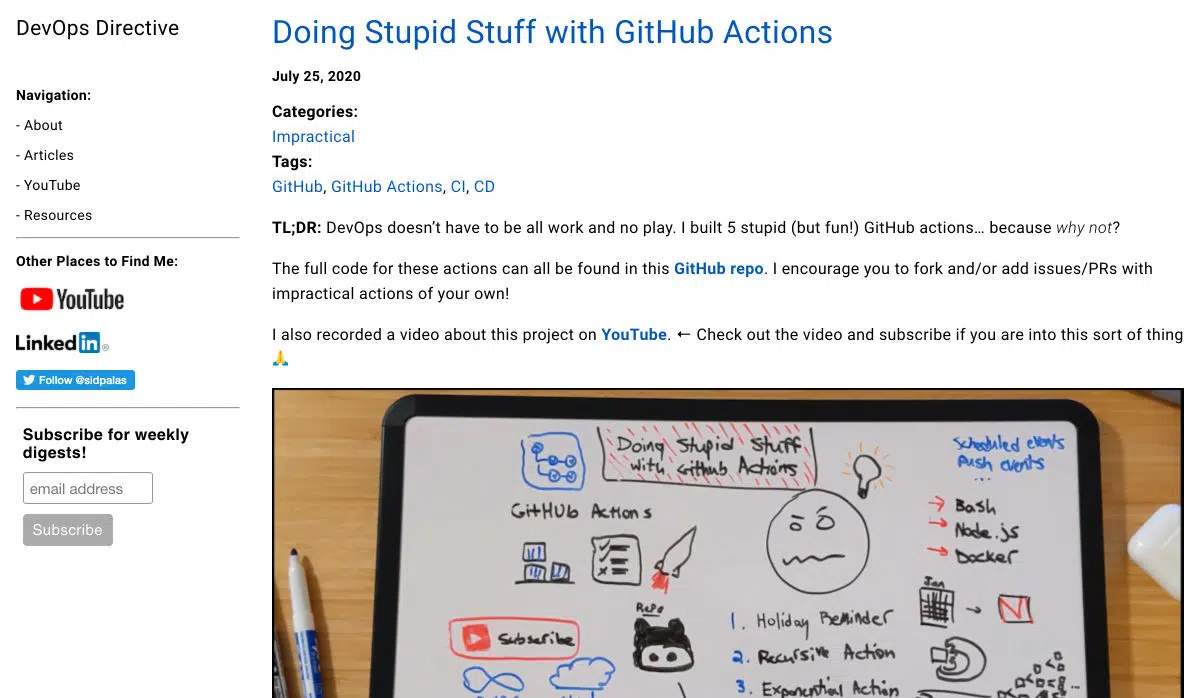 DevOps Directive
Navigation:
- About
- Articles
- YouTube
- Resources
Other Places to Find Me:
YouTube
Linked in ®
Follow @sidpalas
Subscribe for weekly
digests!
email address
Subscribe
Doing Stupid Stuff with GitHub Actions
July 25, 2020
Categories:
Impractical
Tags:
GitHub, GitHub Actions, CI, CD
TL;DR: DevOps doesn’t have to be all work and no play. I built 5 stupid (but fun!) GitHub actions… because why not?
The full code for these actions can all be found in this GitHub repo. I encourage you to fork and/or add issues/PRs with
impractical actions of your own!
I also recorded a video about this project on YouTube. ← Check out the video and subscribe if you are into this sort of thing
🙏
Doing Stupid Stuff
with Github Actions
Scheduled events
push events
...
GitHub Actions
Bash
Node.js
Docker
Jan
Repo
Subscribe
1. Holiday Reminder
2. Recursive Action
3. Exponential Action